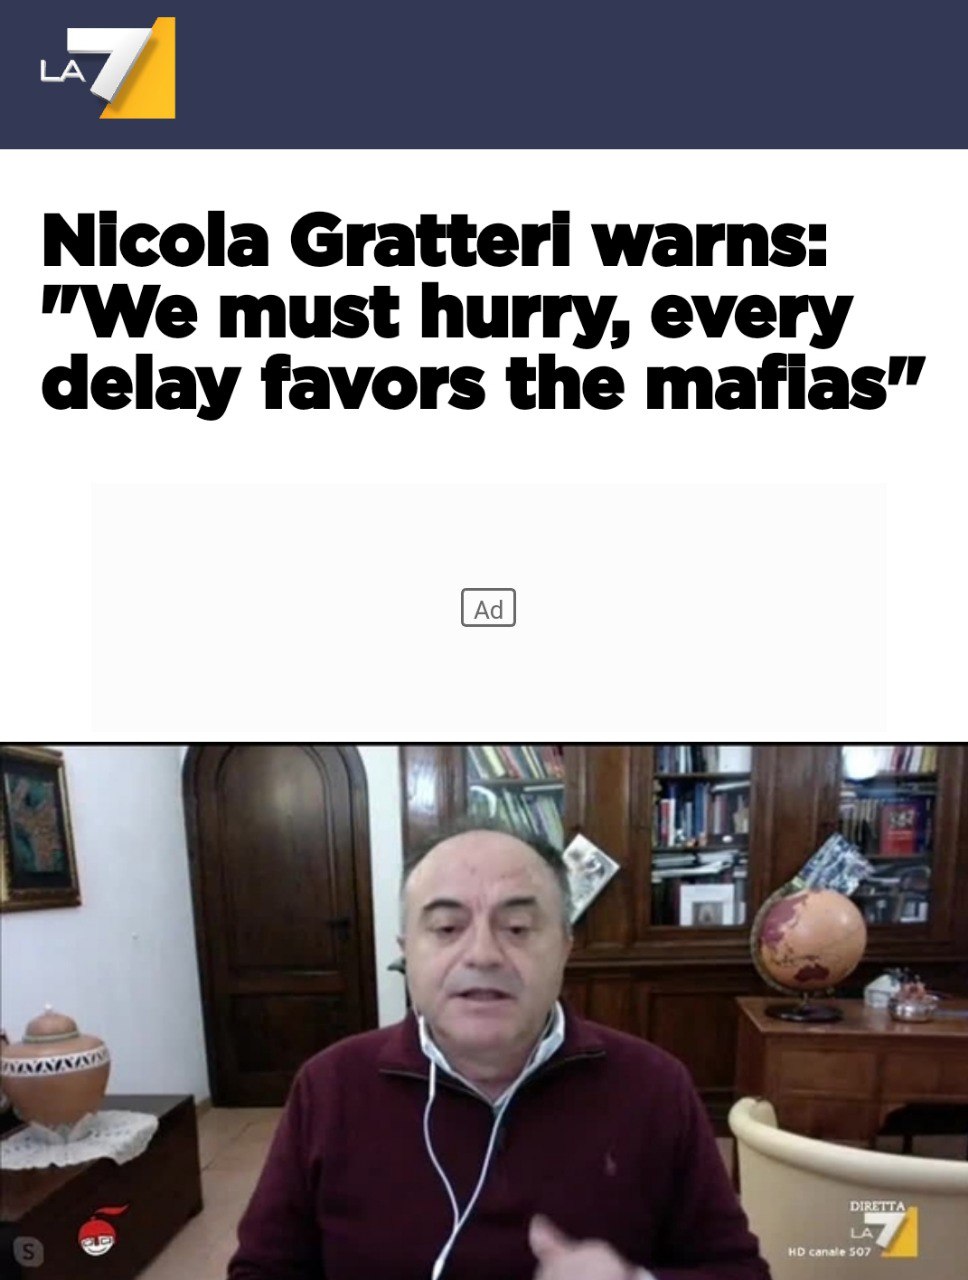 LA7
Nicola Gratteri warns:
"We must hurry, every
delay favors the mafias"
Ad
S
DIRETTA
LA7
HD canale 507